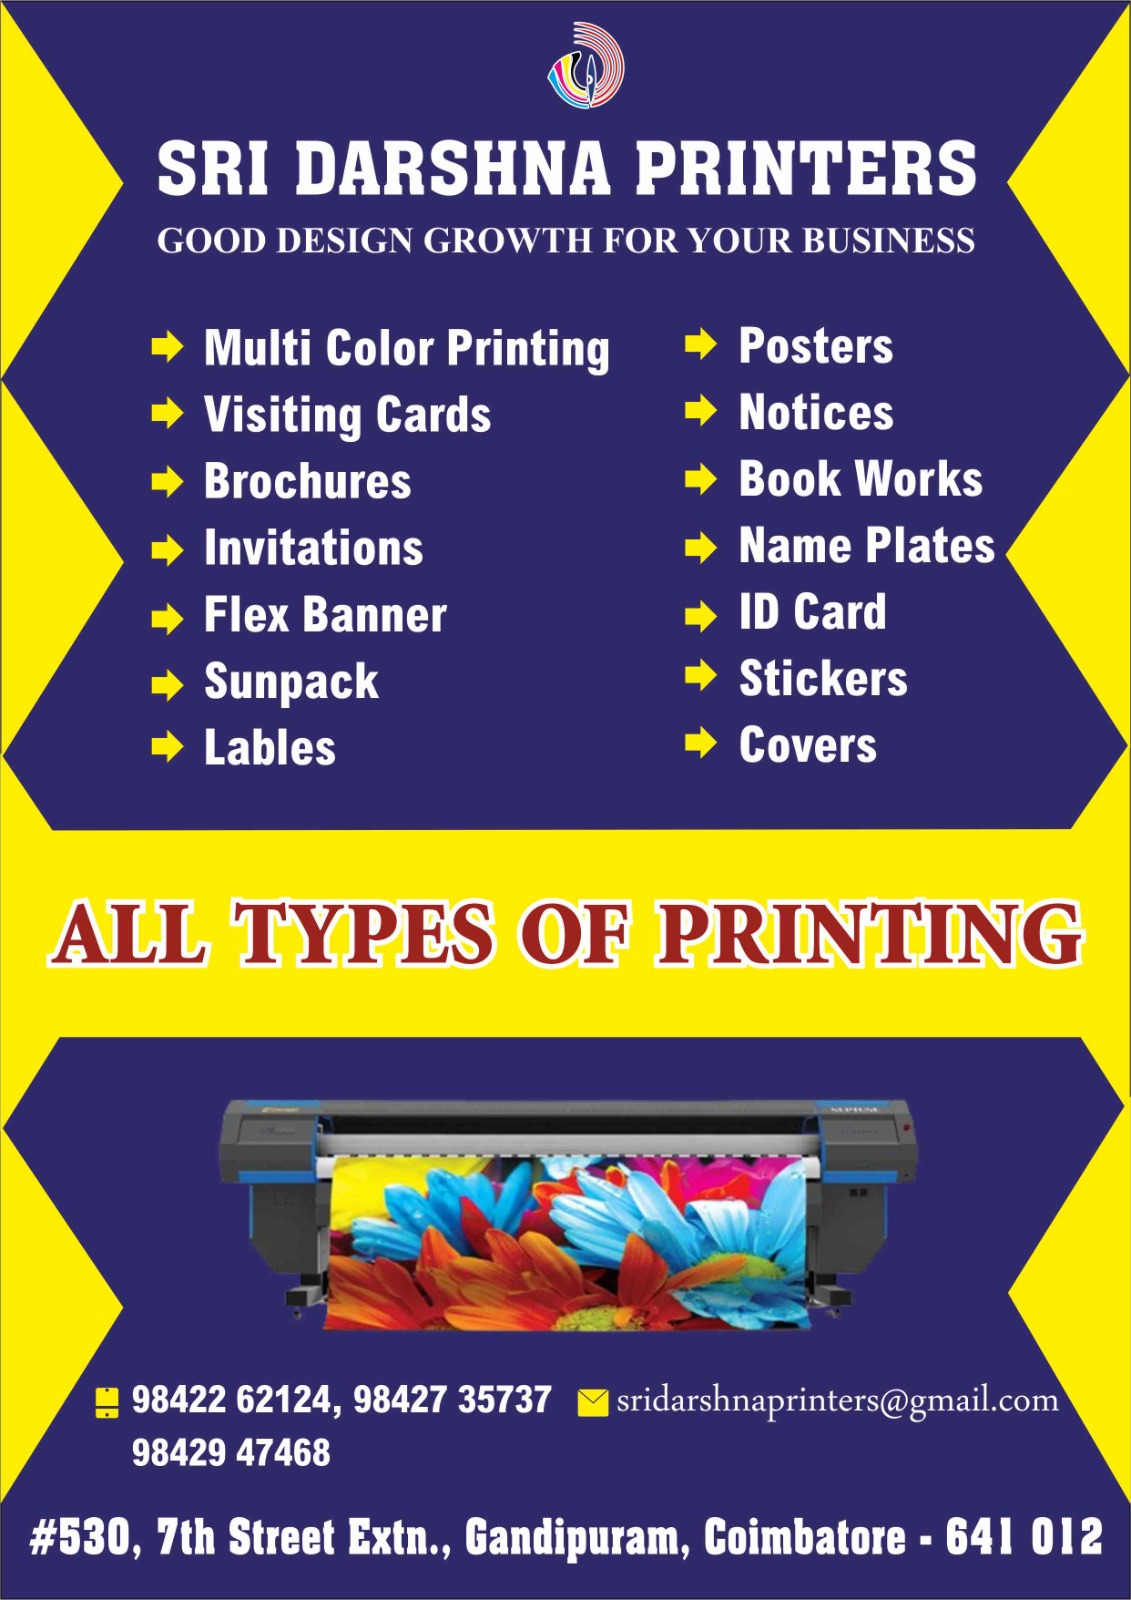 SRI DARSHNA PRINTERS
GOOD DESIGN GROWTH FOR YOUR BUSINESS
Multi Color Printing
Visiting Cards
Brochures
Invitations
Flex Banner
Sunpack
Lables
Posters
Notices
Book Works
Name Plates
ID Card
Stickers
Covers
ALL TYPES OF PRINTING
NEPTUNE
98422 62124, 98427 35737
98429 47468
sridarshnaprinters@gmail.com
#530, 7th Street Extn., Gandipuram, Coimbatore - 641 012